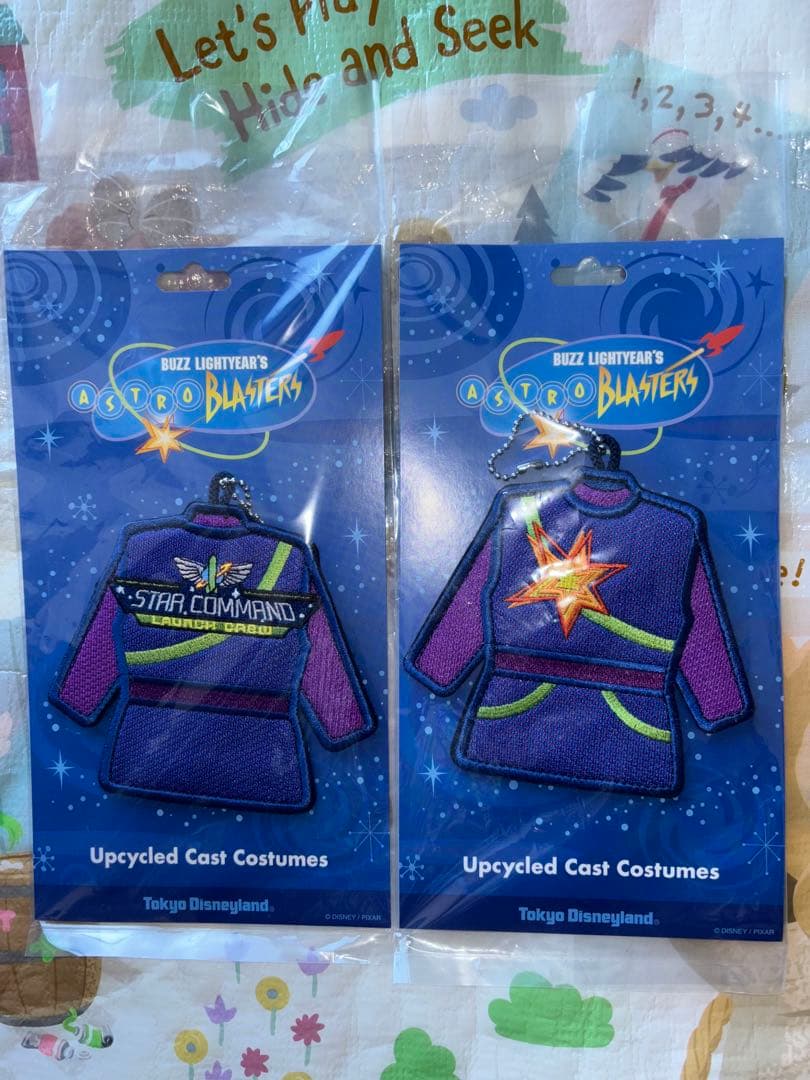 Let's Play
Hide and Seek
1, 2, 3, 4...
BUZZ LIGHTYEAR'S
ASTRO BLASTERS
STAR COMMAND
LAUNCH CREW
Upcycled Cast Costumes
Tokyo Disneyland®
© DISNEY / PIXAR
BUZZ LIGHTYEAR'S
ASTRO BLASTERS
Upcycled Cast Costumes
Tokyo Disneyland®
© DISNEY / PIXAR